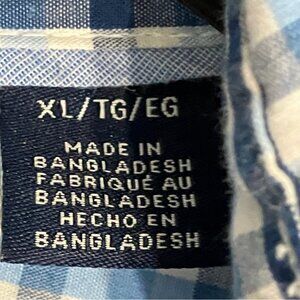 XL/TG/EG
MADE IN
BANGLADESH
FABRIQUÉ AU
BANGLADESH
HECHO EN
BANGLADESH